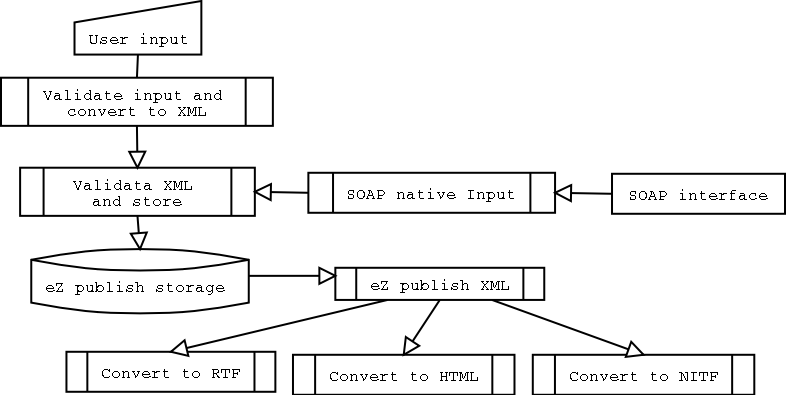 User input
Validate input and
convert to XML
Validata XML
and store
SOAP native Input
SOAP interface
eZ publish storage
eZ publish XML
Convert to RTF
Convert to HTML
Convert to NITF